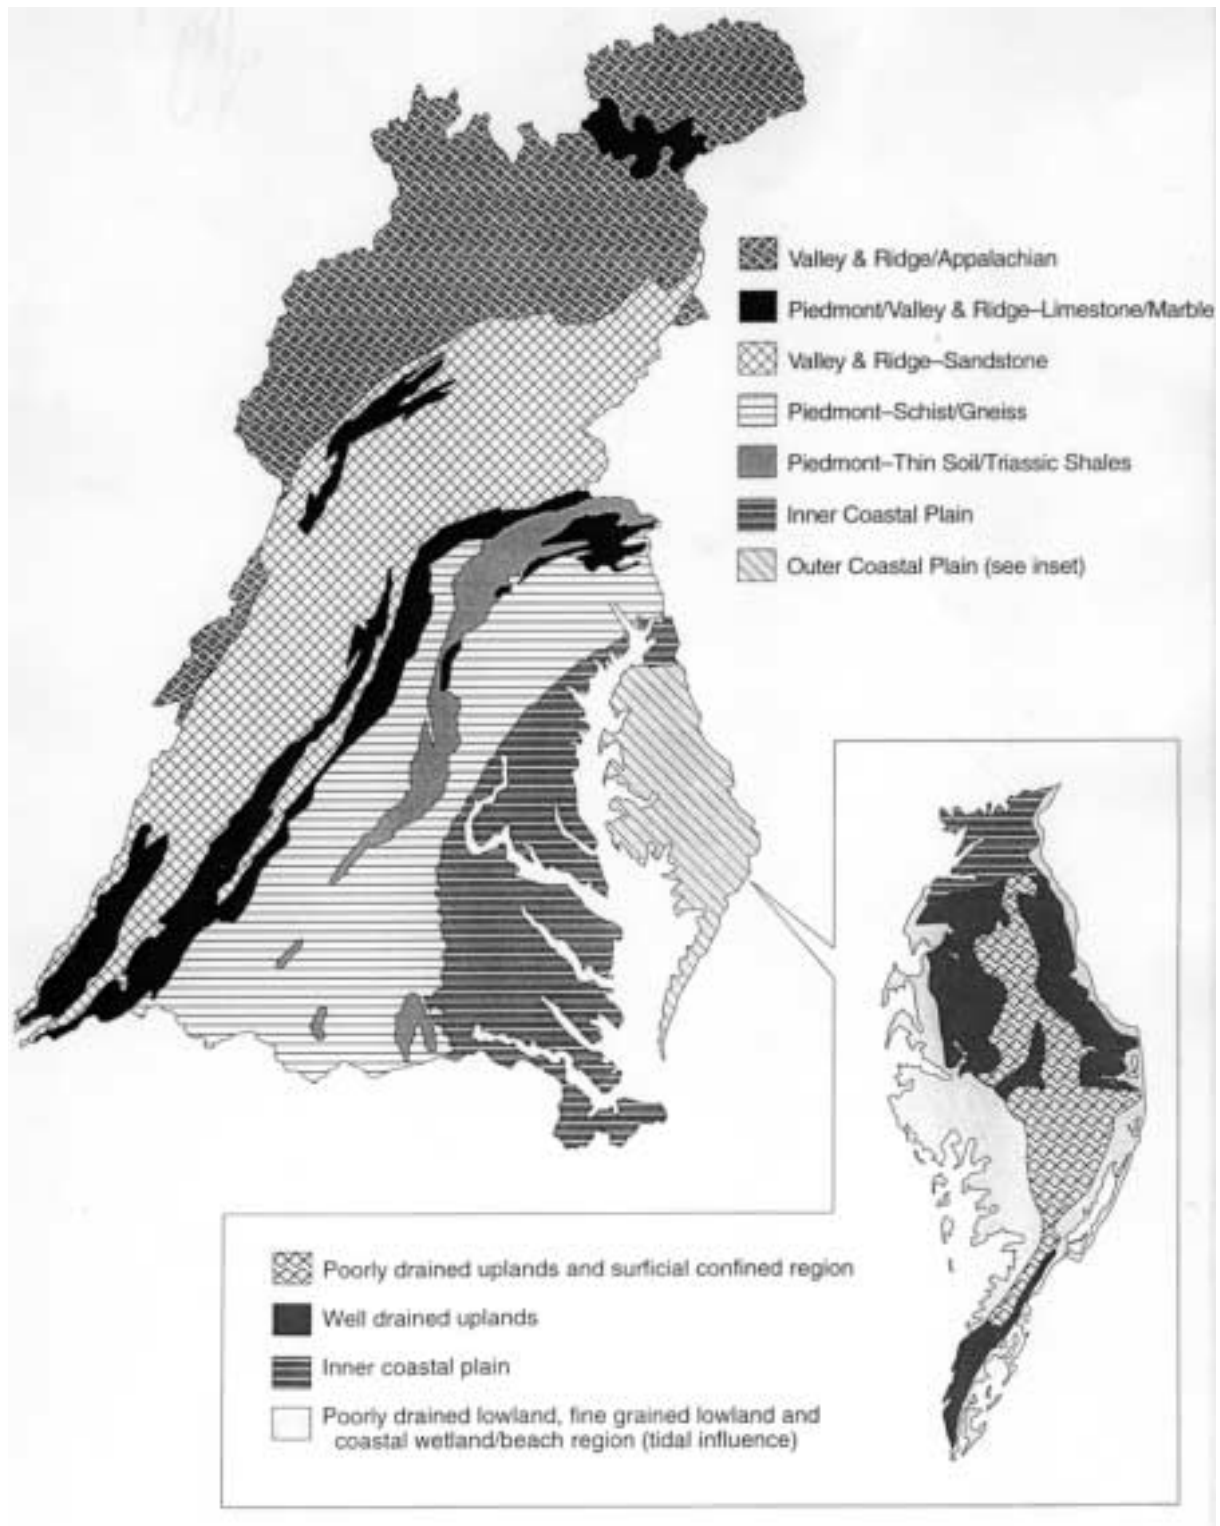 Valley & Ridge/Appalachian
Piedmont/Valley & Ridge–Limestone/Marble
Valley & Ridge–Sandstone
Piedmont–Schist/Gneiss
Piedmont–Thin Soil/Triassic Shales
Inner Coastal Plain
Outer Coastal Plain (see inset)
Poorly drained uplands and surficial confined region
Well drained uplands
Inner coastal plain
Poorly drained lowland, fine grained lowland and
coastal wetland/beach region (tidal influence)